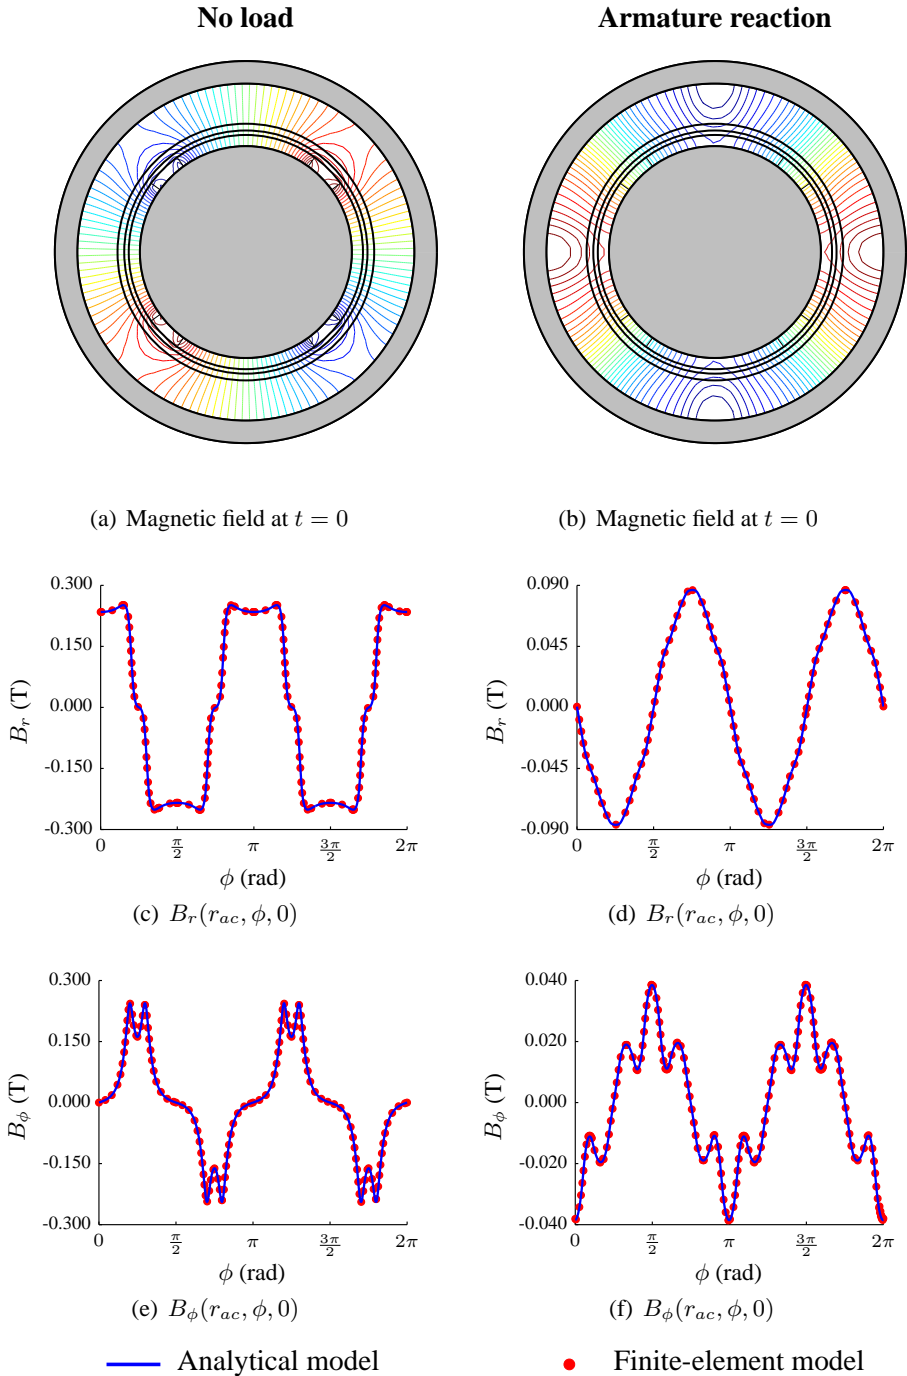 No load
Armature reaction
(a) Magnetic field at t = 0
(b) Magnetic field at t = 0
0.300
0.150
0.000
-0.150
-0.300
B_r (T)
0
π/2
π
3π/2
2π
ϕ (rad)
(c) B_r(r_ac, ϕ, 0)
0.090
0.045
0.000
-0.045
-0.090
B_r (T)
0
π/2
π
3π/2
2π
ϕ (rad)
(d) B_r(r_ac, ϕ, 0)
0.300
0.150
0.000
-0.150
-0.300
B_ϕ (T)
0
π/2
π
3π/2
2π
ϕ (rad)
(e) B_ϕ(r_ac, ϕ, 0)
0.040
0.020
0.000
-0.020
-0.040
B_ϕ (T)
0
π/2
π
3π/2
2π
ϕ (rad)
(f) B_ϕ(r_ac, ϕ, 0)
Analytical model
Finite-element model